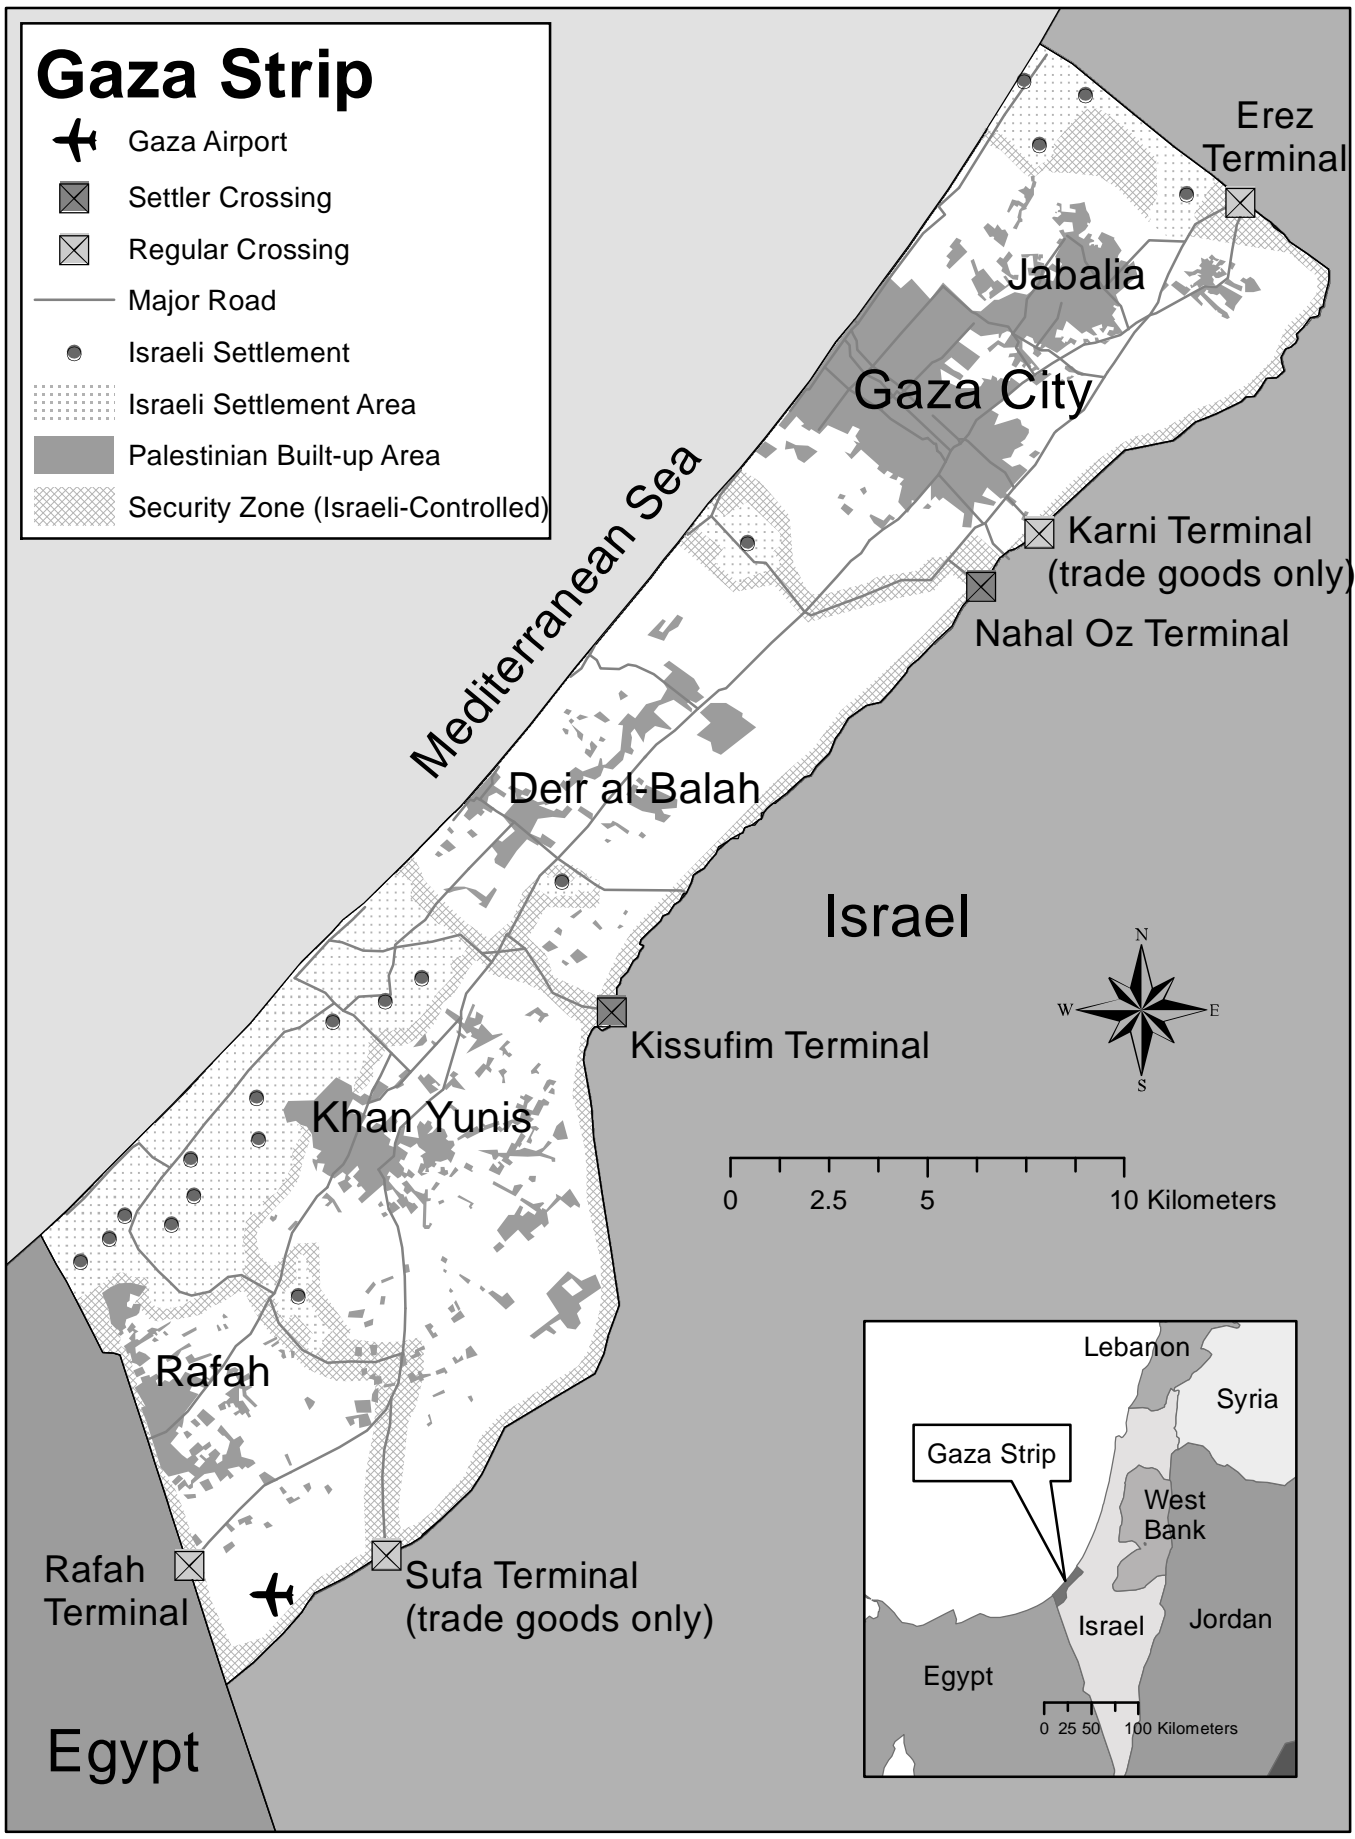 Gaza Strip
Gaza Airport
Settler Crossing
Regular Crossing
Major Road
Israeli Settlement
Israeli Settlement Area
Palestinian Built-up Area
Security Zone (Israeli-Controlled)
Erez
Terminal
Jabalia
Gaza City
Mediterranean Sea
Karni Terminal
(trade goods only)
Nahal Oz Terminal
Deir al-Balah
Israel
N
W
E
S
Kissufim Terminal
Khan Yunis
0
2.5
5
10 Kilometers
Rafah
Rafah
Terminal
Sufa Terminal
(trade goods only)
Egypt
Lebanon
Syria
Gaza Strip
West
Bank
Israel
Jordan
Egypt
0 25 50 100 Kilometers